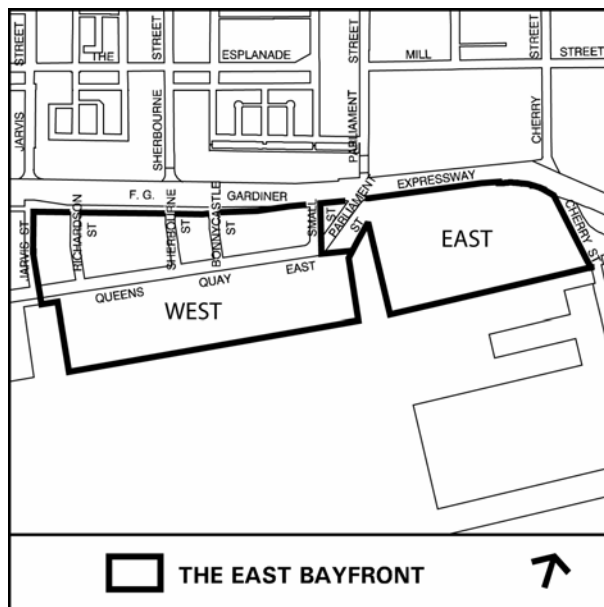 STREET
STREET
STREET
STREET
THE
ESPLANADE
MILL
STREET
JARVIS
SHERBOURNE
PARLIAMENT
CHERRY
F. G.
GARDINER
EXPRESSWAY
JARVIS ST
RICHARDSON
ST
SHERBOURNE
ST
BONNYCASTLE
ST
SMALL
ST
PARLIAMENT
ST
CHERRY ST
EAST
QUEENS
QUAY
EAST
WEST
THE EAST BAYFRONT